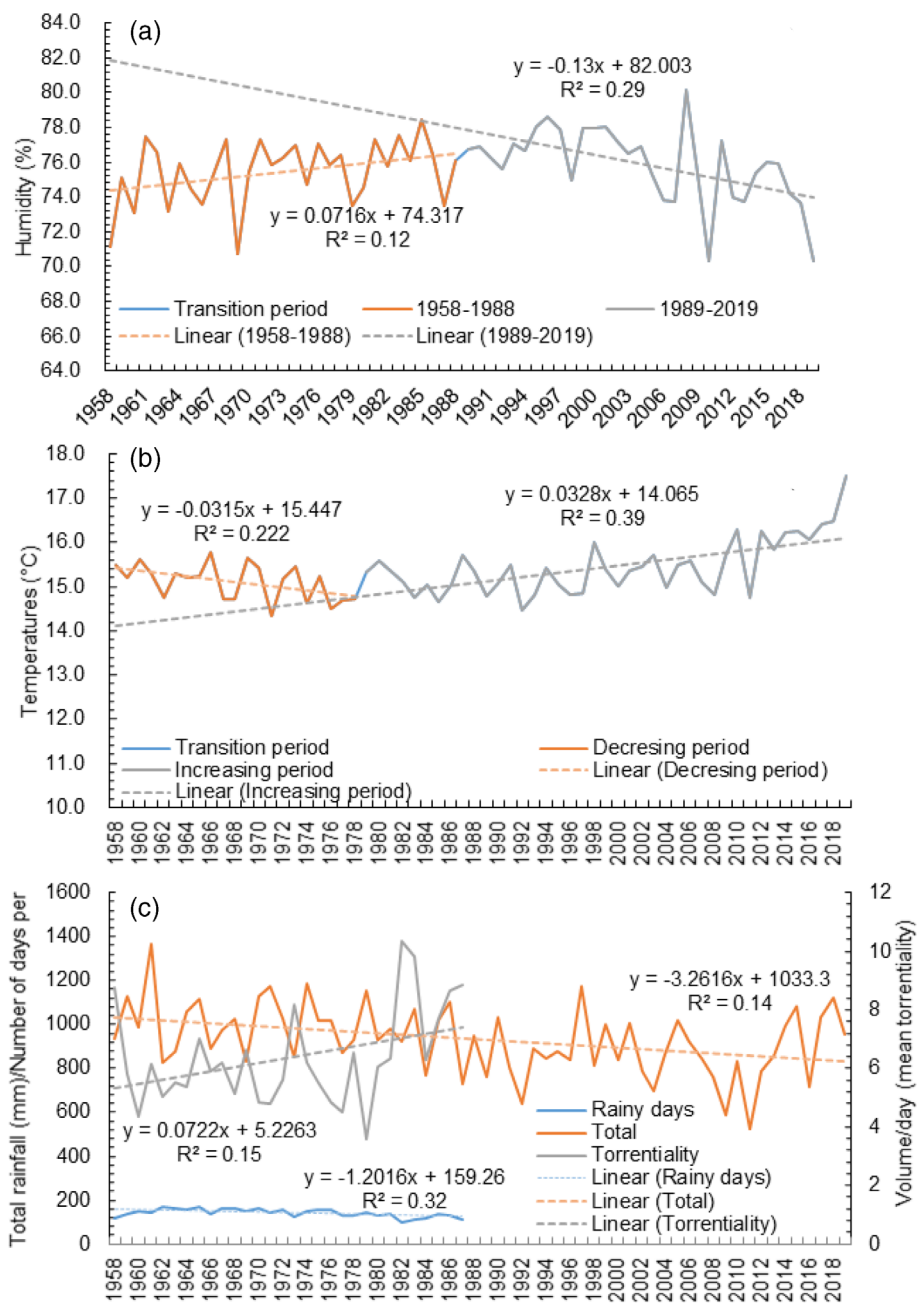 (a)
84.0
82.0
80.0
78.0
76.0
74.0
72.0
70.0
68.0
66.0
64.0
Humidity (%)
y = -0.13x + 82.003
R² = 0.29
y = 0.0716x + 74.317
R² = 0.12
Transition period
1958-1988
1989-2019
Linear (1958-1988)
Linear (1989-2019)
1958 1961 1964 1967 1970 1973 1976 1979 1982 1985 1988 1991 1994 1997 2000 2003 2006 2009 2012 2015 2018
(b)
18.0
17.0
16.0
15.0
14.0
13.0
12.0
11.0
10.0
Temperatures (°C)
y = -0.0315x + 15.447
R² = 0.222
y = 0.0328x + 14.065
R² = 0.39
Transition period
Decresing period
Increasing period
Linear (Decresing period)
Linear (Increasing period)
1958 1960 1962 1964 1966 1968 1970 1972 1974 1976 1978 1980 1982 1984 1986 1988 1990 1992 1994 1996 1998 2000 2002 2004 2006 2008 2010 2012 2014 2016 2018
(c)
1600
1400
1200
1000
800
600
400
200
0
Total rainfall (mm)/Number of days per
12
10
8
6
4
2
0
Volume/day (mean torrentiality)
y = -3.2616x + 1033.3
R² = 0.14
y = 0.0722x + 5.2263
R² = 0.15
y = -1.2016x + 159.26
R² = 0.32
Rainy days
Total
Torrentiality
Linear (Rainy days)
Linear (Total)
Linear (Torrentiality)
1958 1960 1962 1964 1966 1968 1970 1972 1974 1976 1978 1980 1982 1984 1986 1988 1990 1992 1994 1996 1998 2000 2002 2004 2006 2008 2010 2012 2014 2016 2018